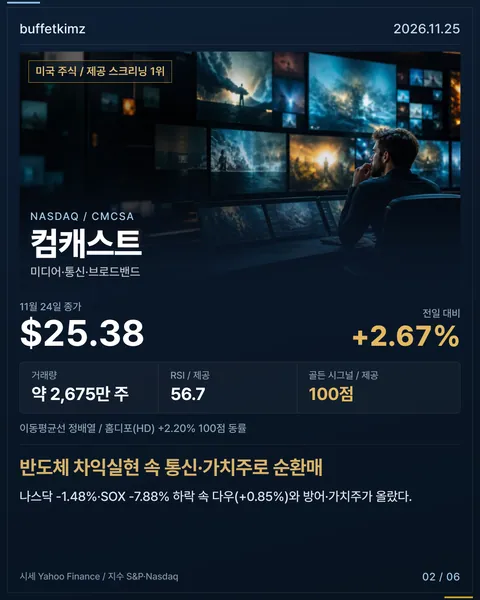 buffetkimz
2026.11.25
미국 주식 / 제공 스크리닝 1위
NASDAQ / CMCSA
컴캐스트
미디어·통신·브로드밴드
11월 24일 종가
전일 대비
$25.38
+2.67%
거래량
RSI / 제공
골든 시그널 / 제공
약 2,675만 주
56.7
100점
이동평균선 정배열 / 홈디포(HD) +2.20% 100점 동률
반도체 차익실현 속 통신·가치주로 순환매
나스닥 -1.48%·SOX -7.88% 하락 속 다우(+0.85%)와 방어·가치주가 올랐다.
시세 Yahoo Finance / 지수 S&P·Nasdaq
02 / 06